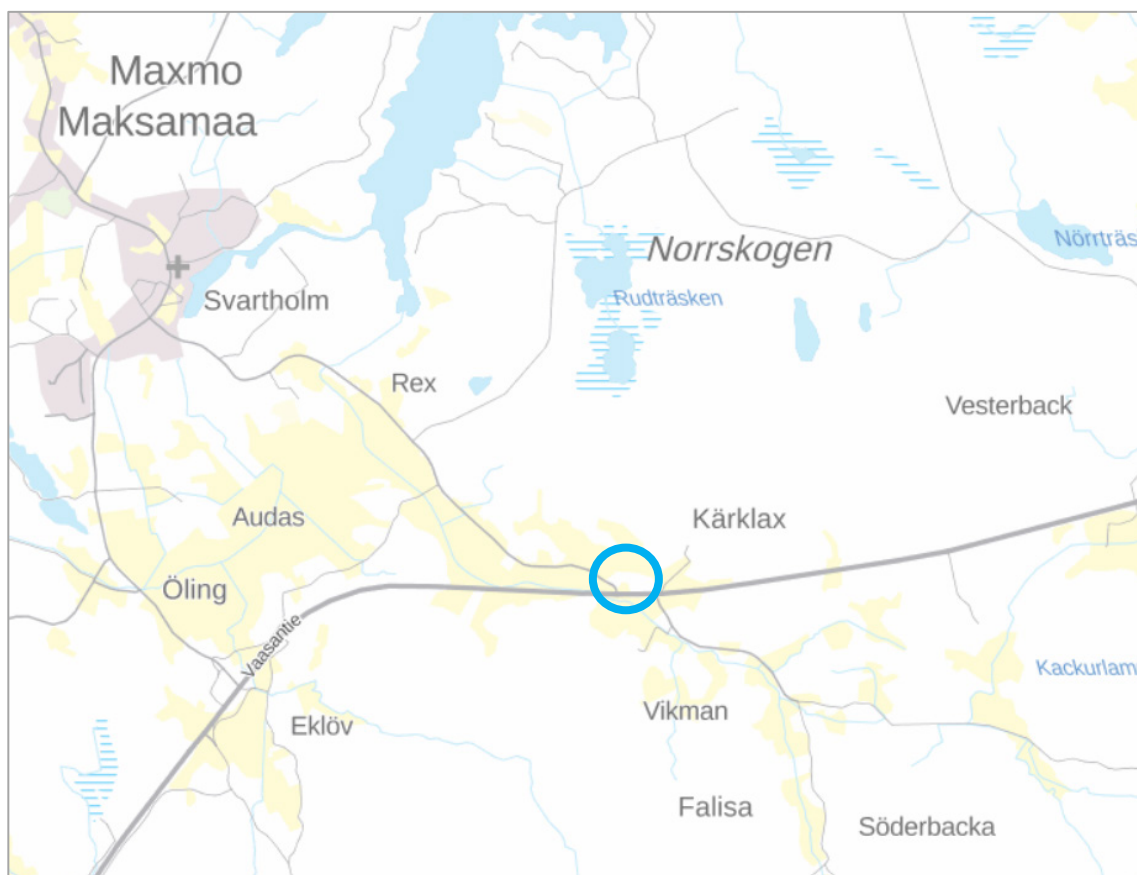 Maxmo
Maksamaa
Norrskogen
Nörrträs
Svartholm
Rudträsken
Rex
Vesterback
Audas
Kärklax
Öling
Vaasantie
Kackurlam
Eklöv
Vikman
Falisa
Söderbacka